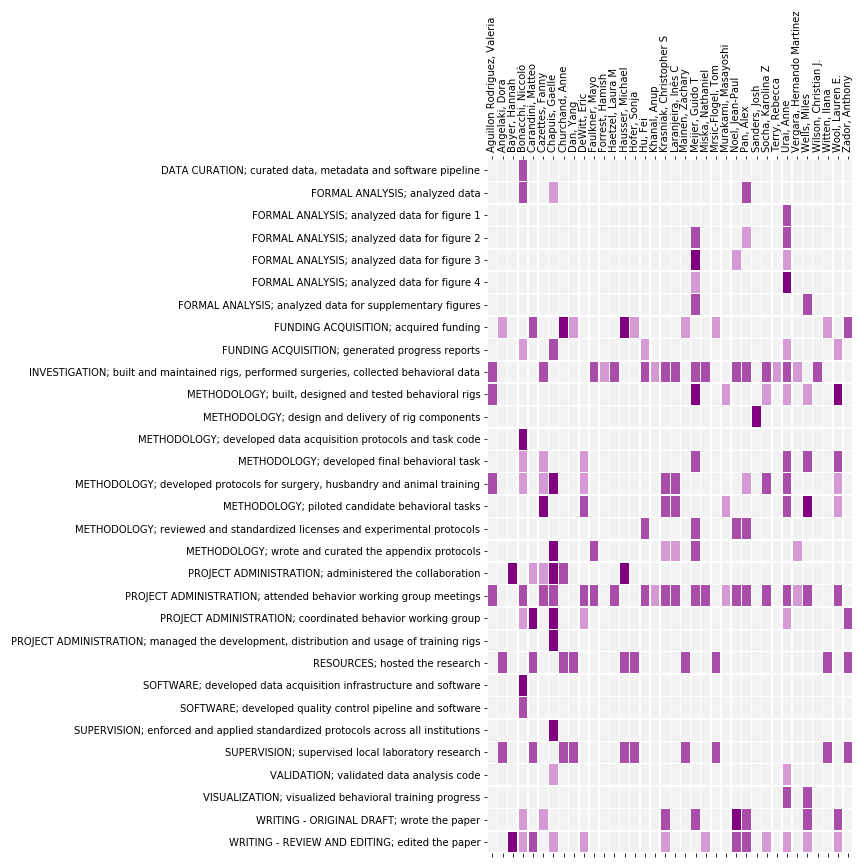 Aguillon Rodriguez, Valeria
Angelaki, Dora
Bayer, Hannah
Bonacchi, Niccolò
Carandini, Matteo
Cazettes, Fanny
Chapuis, Gaelle
Churchland, Anne
Dan, Yang
DeWitt, Eric
Faulkner, Mayo
Forrest, Hamish
Haetzel, Laura M
Hausser, Michael
Hofer, Sonja
Hu, Fei
Khanal, Anup
Krasniak, Christopher S
Laranjeira, Inês C
Mainen, Zachary
Meijer, Guido T
Miska, Nathaniel
Mrsic-Flogel, Tom
Murakami, Masayoshi
Noel, Jean-Paul
Pan, Alex
Sanders, Josh
Socha, Karolina Z
Terry, Rebecca
Urai, Anne
Vergara, Hernando Martinez
Wells, Miles
Wilson, Christian J.
Witten, Ilana
Wool, Lauren E.
Zador, Anthony
DATA CURATION; curated data, metadata and software pipeline
FORMAL ANALYSIS; analyzed data
FORMAL ANALYSIS; analyzed data for figure 1
FORMAL ANALYSIS; analyzed data for figure 2
FORMAL ANALYSIS; analyzed data for figure 3
FORMAL ANALYSIS; analyzed data for figure 4
FORMAL ANALYSIS; analyzed data for supplementary figures
FUNDING ACQUISITION; acquired funding
FUNDING ACQUISITION; generated progress reports
INVESTIGATION; built and maintained rigs, performed surgeries, collected behavioral data
METHODOLOGY; built, designed and tested behavioral rigs
METHODOLOGY; design and delivery of rig components
METHODOLOGY; developed data acquisition protocols and task code
METHODOLOGY; developed final behavioral task
METHODOLOGY; developed protocols for surgery, husbandry and animal training
METHODOLOGY; piloted candidate behavioral tasks
METHODOLOGY; reviewed and standardized licenses and experimental protocols
METHODOLOGY; wrote and curated the appendix protocols
PROJECT ADMINISTRATION; administered the collaboration
PROJECT ADMINISTRATION; attended behavior working group meetings
PROJECT ADMINISTRATION; coordinated behavior working group
PROJECT ADMINISTRATION; managed the development, distribution and usage of training rigs
RESOURCES; hosted the research
SOFTWARE; developed data acquisition infrastructure and software
SOFTWARE; developed quality control pipeline and software
SUPERVISION; enforced and applied standardized protocols across all institutions
SUPERVISION; supervised local laboratory research
VALIDATION; validated data analysis code
VISUALIZATION; visualized behavioral training progress
WRITING - ORIGINAL DRAFT; wrote the paper
WRITING - REVIEW AND EDITING; edited the paper